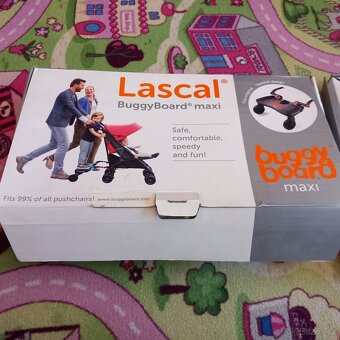 Lascal®
BuggyBoard® maxi
Safe,
comfortable,
speedy
and fun!
Fits 99% of all pushchairs!
www.buggyboard.info
buggy
board
maxi